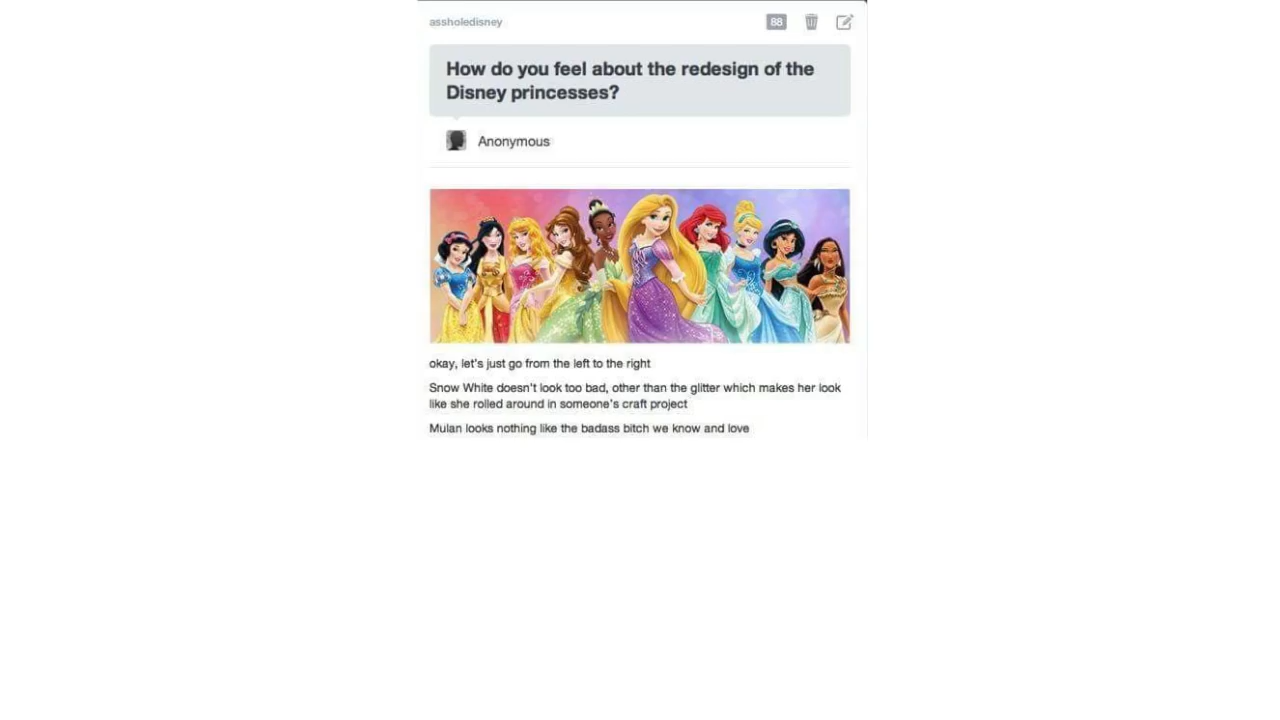 assholedisney
88
How do you feel about the redesign of the
Disney princesses?
Anonymous
okay, let's just go from the left to the right
Snow White doesn't look too bad, other than the glitter which makes her look
like she rolled around in someone's craft project
Mulan looks nothing like the badass bitch we know and love